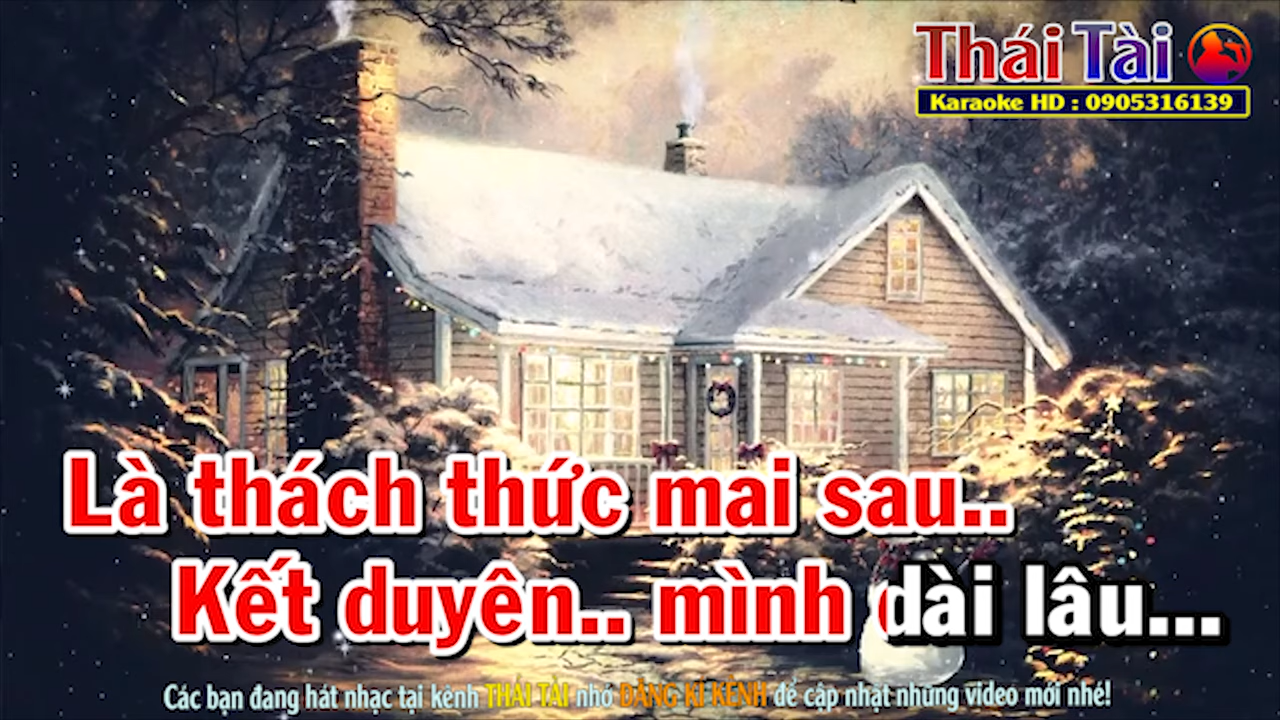 Thái Tài
Karaoke HD : 0905316139
Là thách thức mai sau..
Kết duyên.. mình dài lâu...
Các bạn đang hát nhạc tại kênh THÁI TÀI nhớ ĐĂNG KÍ KÊNH để cập nhật những video mới nhé!